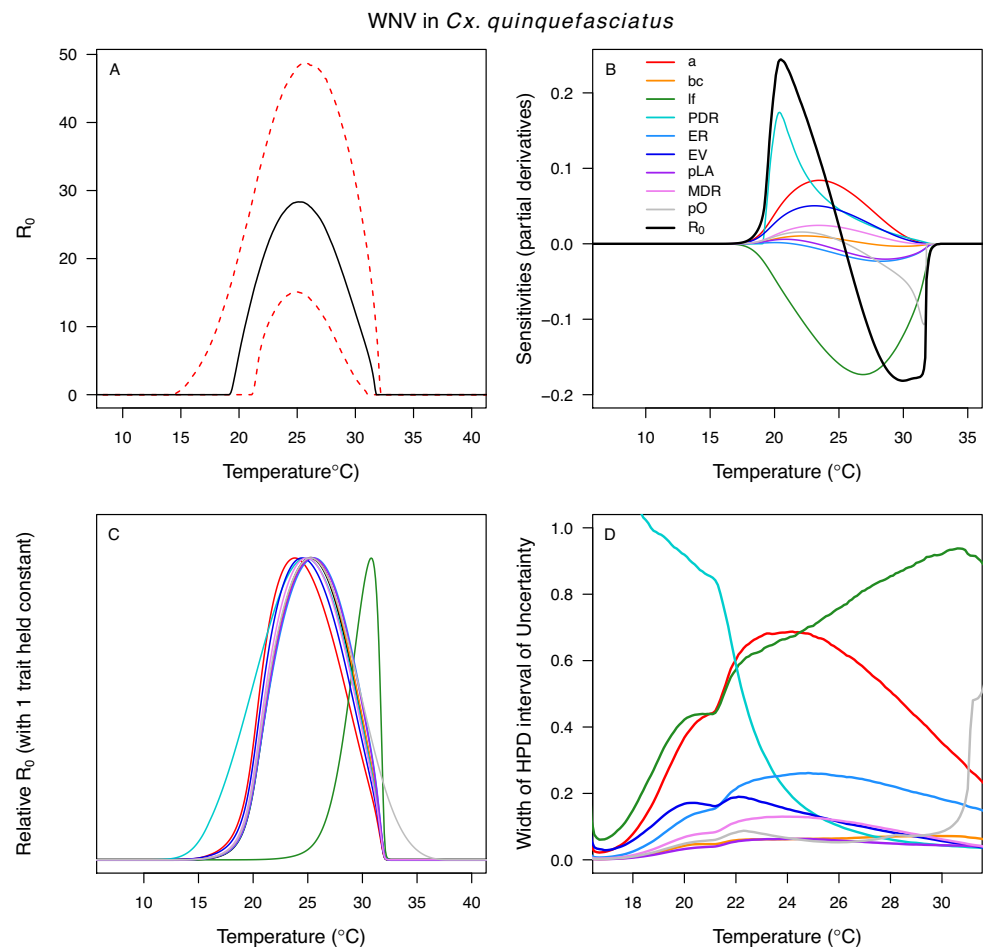 WNV in Cx. quinquefasciatus
A
R0
50
40
30
20
10
0
10 15 20 25 30 35 40
Temperature°C)
B
a
bc
lf
PDR
ER
EV
pLA
MDR
pO
R0
Sensitivities (partial derivatives)
0.2
0.1
0.0
−0.1
−0.2
10 15 20 25 30 35
Temperature (°C)
C
Relative R0 (with 1 trait held constant)
10 15 20 25 30 35 40
Temperature (°C)
D
Width of HPD interval of Uncertainty
1.0
0.8
0.6
0.4
0.2
0.0
18 20 22 24 26 28 30
Temperature (°C)